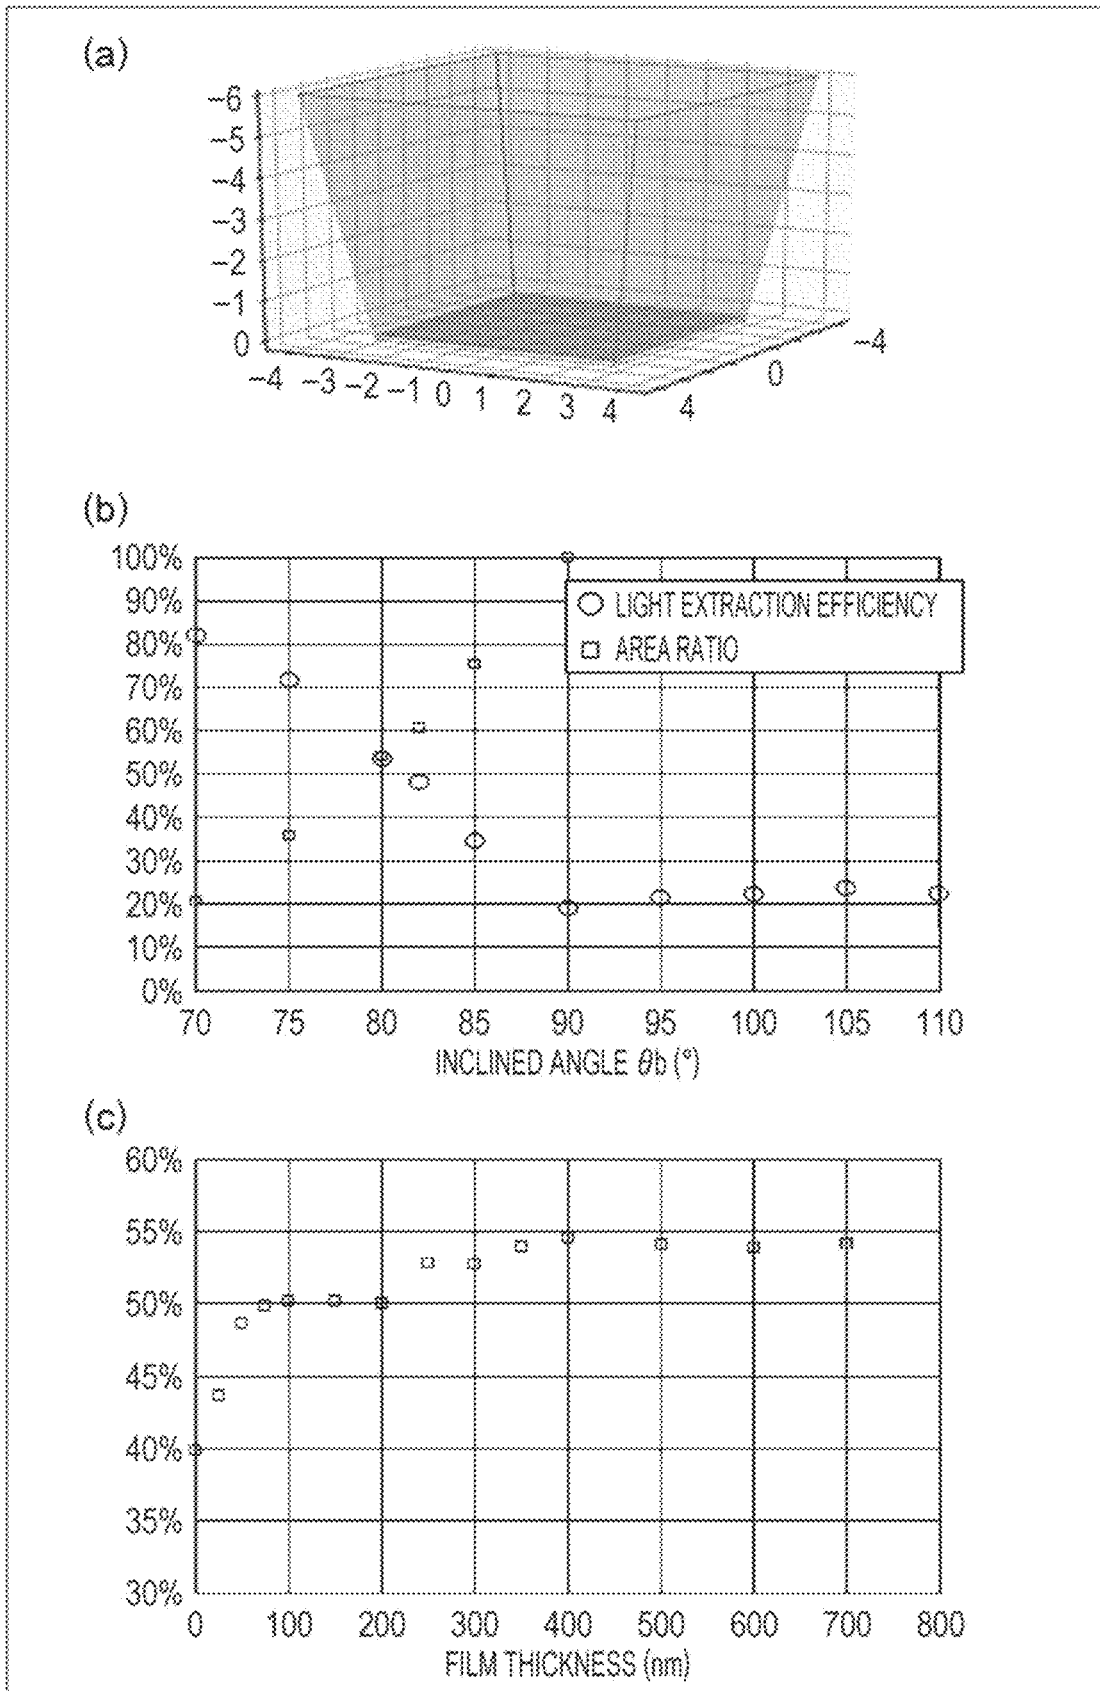 (a)
−6
−5
−4
−3
−2
−1
0
−4 −3 −2 −1 0 1 2 3 4
4 0 −4
(b)
100%
90%
80%
70%
60%
50%
40%
30%
20%
10%
0%
LIGHT EXTRACTION EFFICIENCY
AREA RATIO
70 75 80 85 90 95 100 105 110
INCLINED ANGLE θb (°)
(c)
60%
55%
50%
45%
40%
35%
30%
0 100 200 300 400 500 600 700 800
FILM THICKNESS (nm)